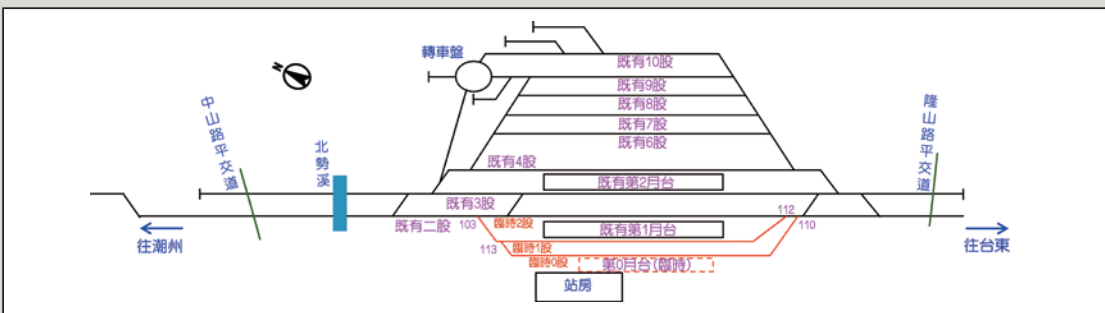 轉車盤
既有10股
N
既有9股
中山路平交道
既有8股
隆山路平交道
既有7股
北勢溪
既有6股
既有4股
既有第2月台
既有3股
既有二股
103
臨時2股
既有第1月台
112
110
往潮州
113
臨時1股
往台東
臨時0股
第0月台(臨時)
站房